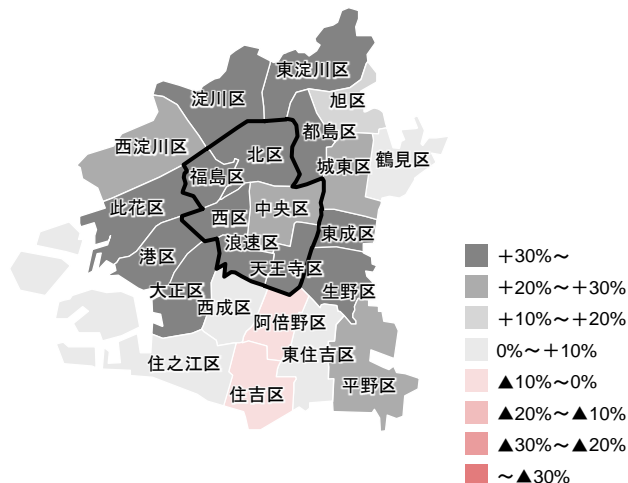 東淀川区
淀川区
旭区
都島区
西淀川区
北区
城東区
鶴見区
福島区
此花区
西区
中央区
東成区
浪速区
港区
天王寺区
大正区
生野区
西成区
阿倍野区
東住吉区
住之江区
平野区
住吉区
+30%~
+20%~+30%
+10%~+20%
0%~+10%
▲10%~0%
▲20%~▲10%
▲30%~▲20%
~▲30%